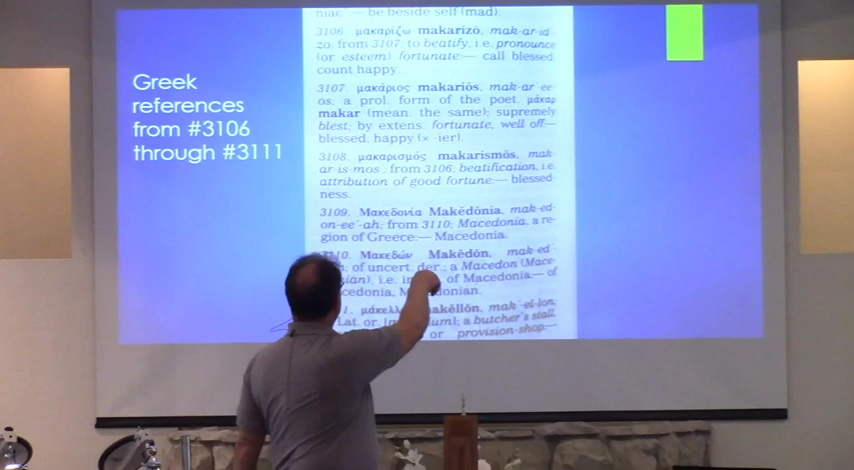 Greek
references
from #3106
through #3111
niac — be beside self (mad).
3106. μακαρίζω makarizō, mak-ar-id-
zo; from 3107; to beatify, i.e. pronounce
(or esteem) fortunate:— call blessed,
count happy.
3107. μακάριος makariŏs, mak-ar'-ee-
os; a prol. form of the poet. μάκαρ
makar (mean. the same); supremely
blest; by extens. fortunate, well off:—
blessed, happy (× -ier).
3108. μακαρισμός makarismŏs, mak-
ar-is-mos'; from 3106; beatification, i.e.
attribution of good fortune:— blessed-
ness.
3109. Μακεδονία Makĕdŏnia, mak-ed-
on-ee'-ah; from 3110; Macedonia, a re-
gion of Greece:— Macedonia.
Μακεδών Makĕdōn, mak-ed'-
of uncert. der.; a Macedon (Mace-
i.e. of Macedonia:— of
mak'-el-lon;
Lat. or. a butcher's stall,
or provision-shop:—